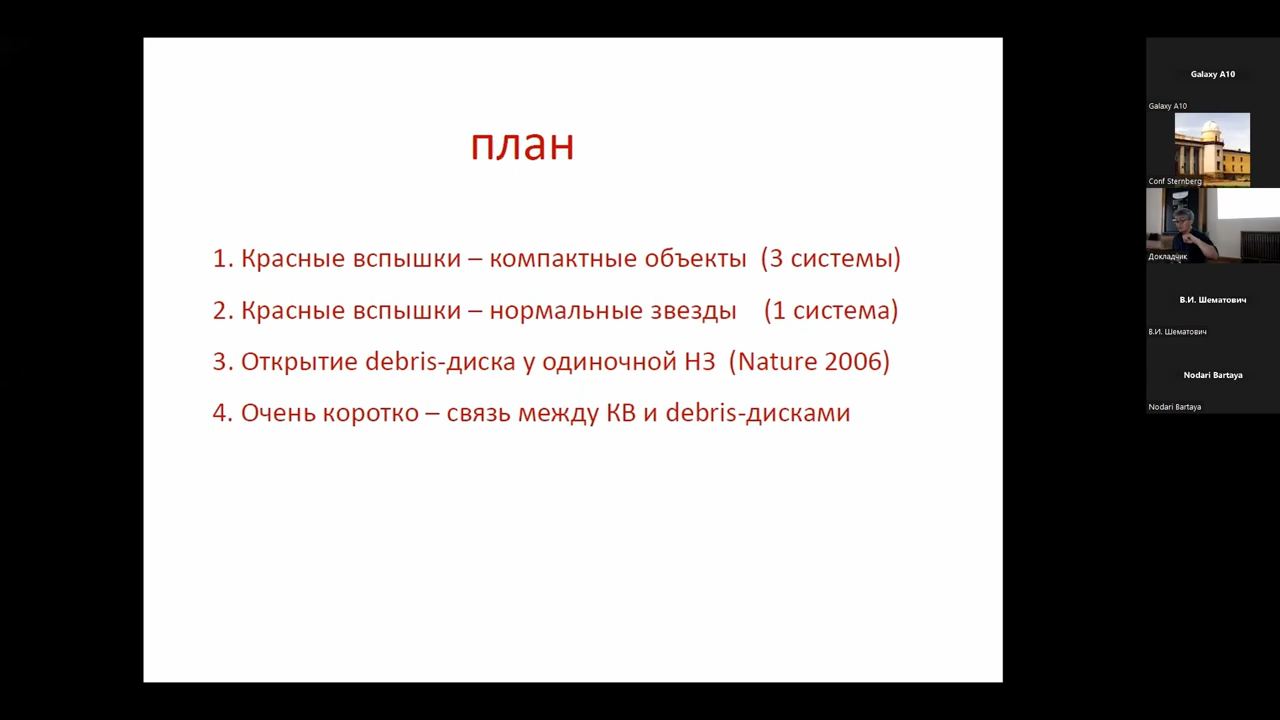 план
1. Красные вспышки – компактные объекты (3 системы)
2. Красные вспышки – нормальные звезды (1 система)
3. Открытие debris-диска у одиночной НЗ (Nature 2006)
4. Очень коротко – связь между КВ и debris-дисками
Galaxy A10
Galaxy A10
Conf Sternberg
Докладчик
В.И. Шематович
В.И. Шематович
Nodari Bartaya
Nodari Bartaya